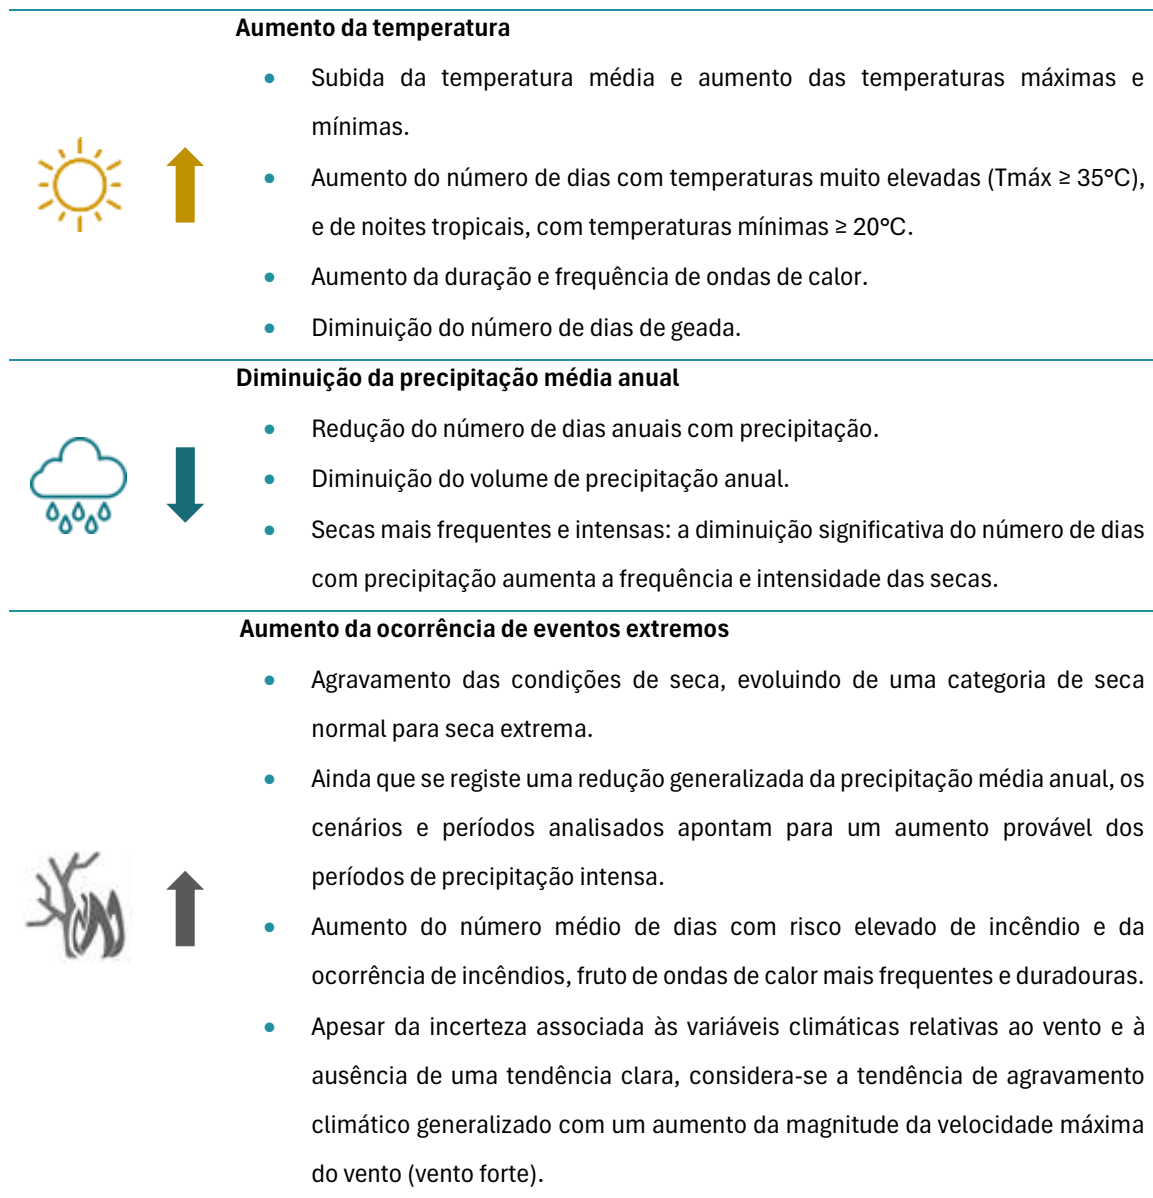 Aumento da temperatura
• Subida da temperatura média e aumento das temperaturas máximas e
mínimas.
• Aumento do número de dias com temperaturas muito elevadas (Tmáx ≥ 35°C),
e de noites tropicais, com temperaturas mínimas ≥ 20°C.
• Aumento da duração e frequência de ondas de calor.
• Diminuição do número de dias de geada.
Diminuição da precipitação média anual
• Redução do número de dias anuais com precipitação.
• Diminuição do volume de precipitação anual.
• Secas mais frequentes e intensas: a diminuição significativa do número de dias
com precipitação aumenta a frequência e intensidade das secas.
Aumento da ocorrência de eventos extremos
• Agravamento das condições de seca, evoluindo de uma categoria de seca
normal para seca extrema.
• Ainda que se registe uma redução generalizada da precipitação média anual, os
cenários e períodos analisados apontam para um aumento provável dos
períodos de precipitação intensa.
• Aumento do número médio de dias com risco elevado de incêndio e da
ocorrência de incêndios, fruto de ondas de calor mais frequentes e duradouras.
• Apesar da incerteza associada às variáveis climáticas relativas ao vento e à
ausência de uma tendência clara, considera-se a tendência de agravamento
climático generalizado com um aumento da magnitude da velocidade máxima
do vento (vento forte).